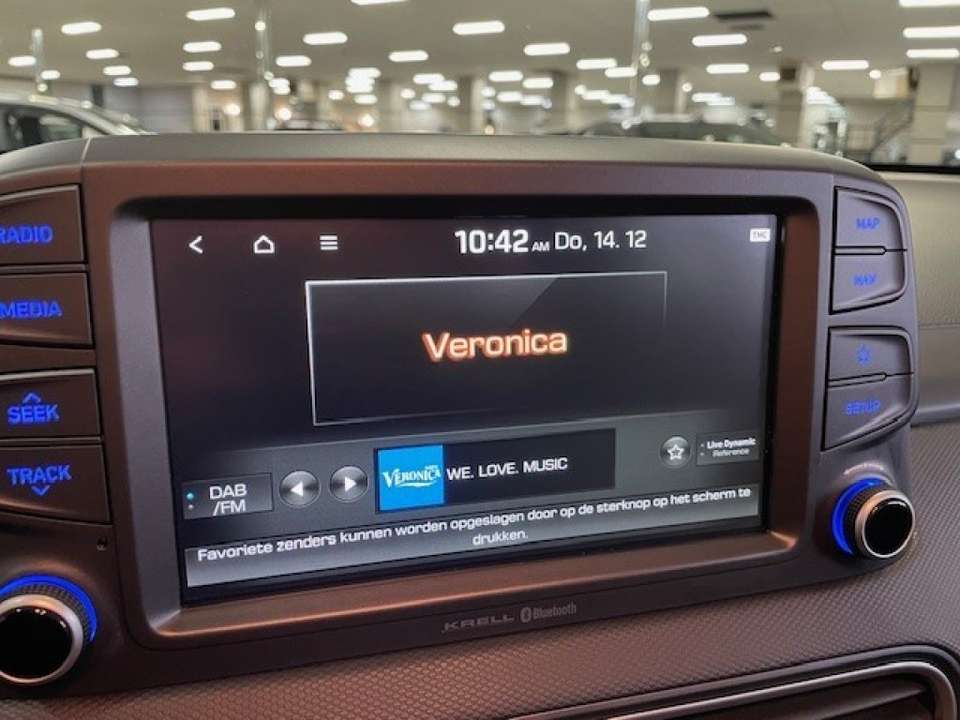 RADIO
MEDIA
SEEK
TRACK
10:42 AM Do, 14. 12
TMC
Veronica
DAB
/FM
VERONICA
WE. LOVE. MUSIC
Live Dynamic
Reference
Favoriete zenders kunnen worden opgeslagen door op de sterknop op het scherm te
drukken.
MAP
NAV
SETUP
KRELL Bluetooth